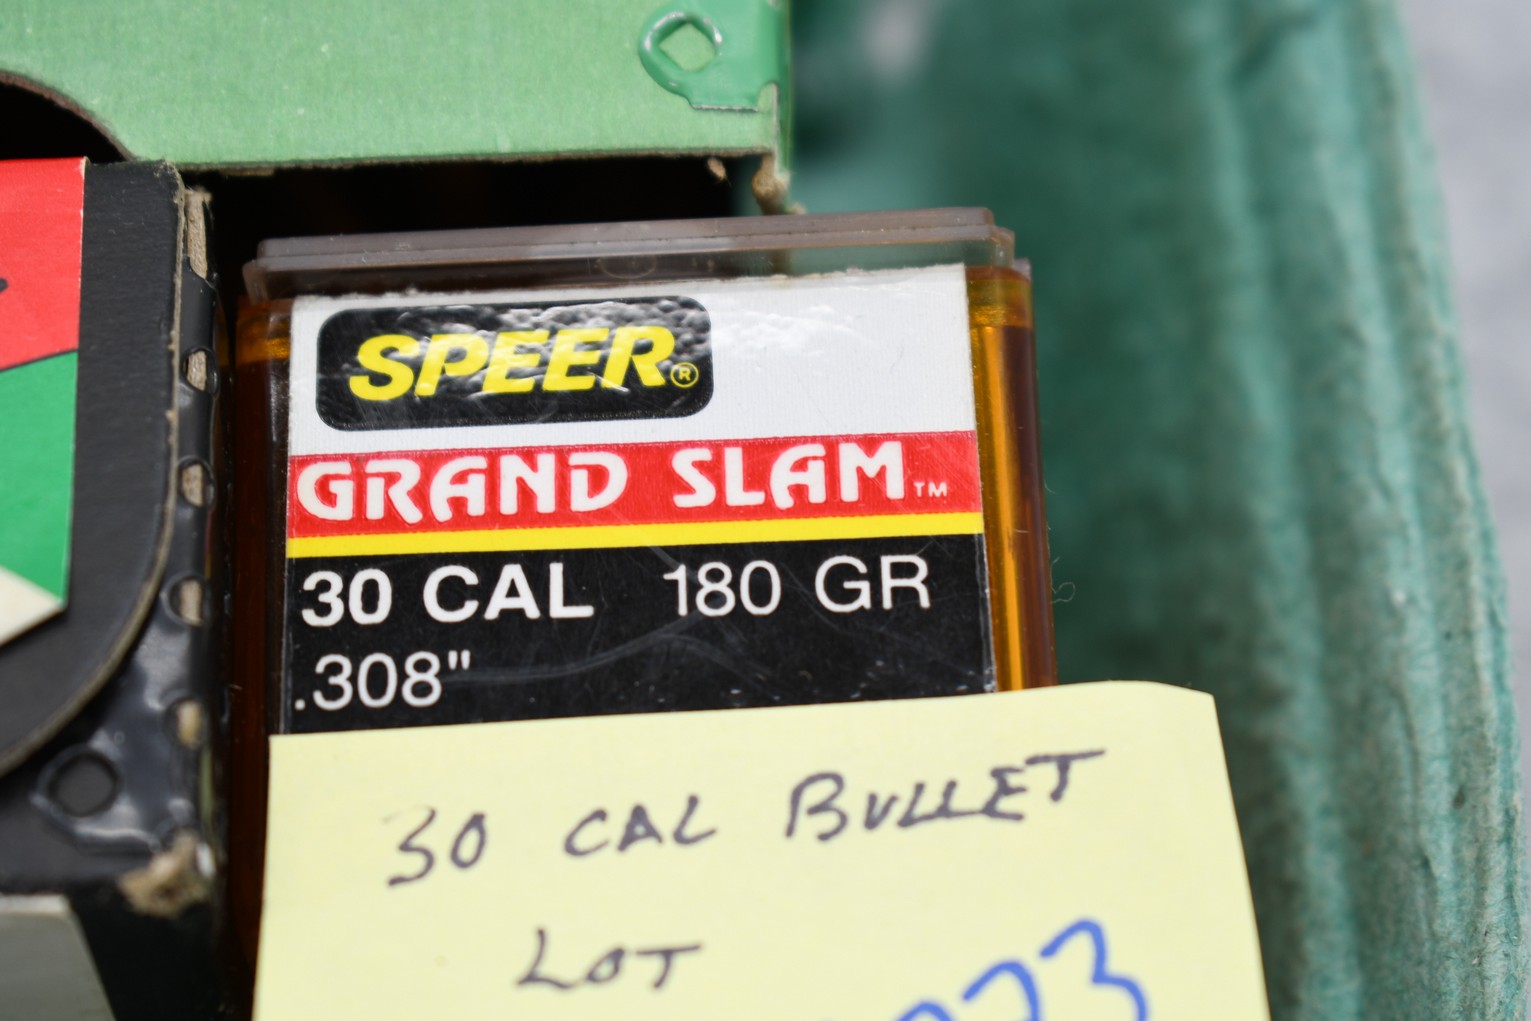 SPEER®
GRAND SLAM™
30 CAL 180 GR
.308"
30 CAL BULLET
LOT